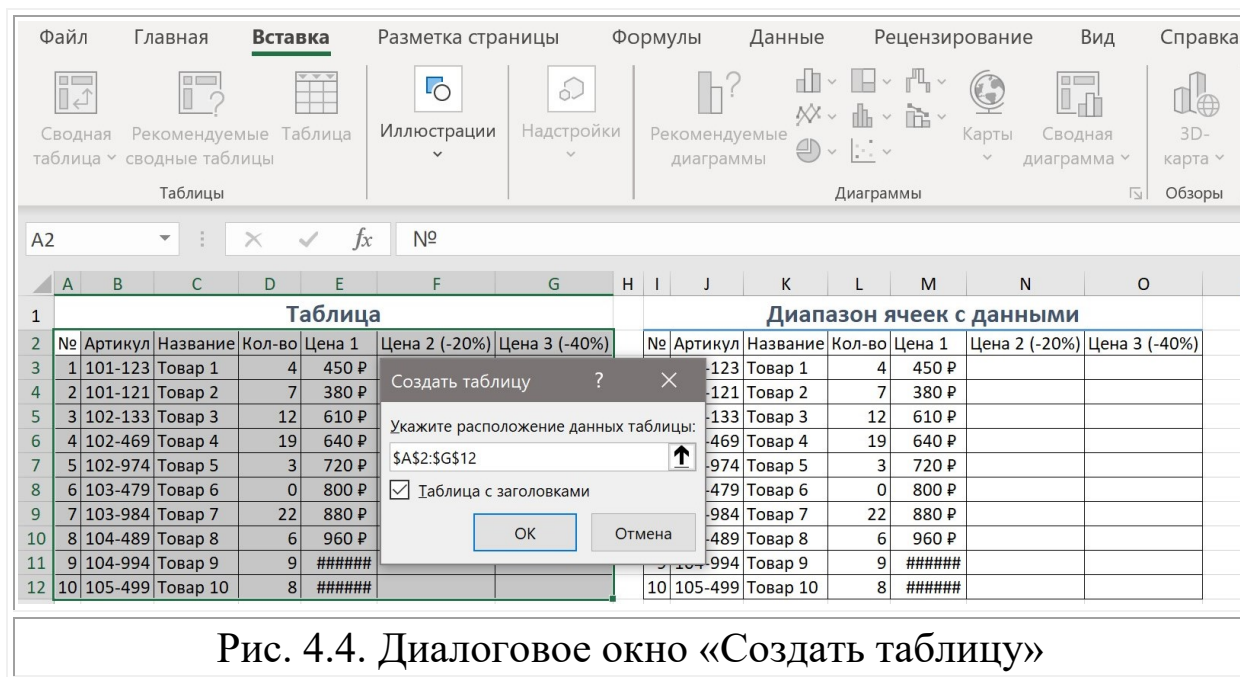 Файл Главная Вставка Разметка страницы Формулы Данные Рецензирование Вид Справка
Сводная таблица
Рекомендуемые сводные таблицы
Таблица
Иллюстрации
Надстройки
Рекомендуемые диаграммы
Карты
Сводная диаграмма
3D-карта
Таблицы Диаграммы Обзоры
A2 fx №
A B C D E F G H I J K L M N O
1 Таблица Диапазон ячеек с данными
2 № Артикул Название Кол-во Цена 1 Цена 2 (-20%) Цена 3 (-40%) № Артикул Название Кол-во Цена 1 Цена 2 (-20%) Цена 3 (-40%)
3 1 101-123 Товар 1 4 450 ₽ -123 Товар 1 4 450 ₽
4 2 101-121 Товар 2 7 380 ₽ -121 Товар 2 7 380 ₽
5 3 102-133 Товар 3 12 610 ₽ -133 Товар 3 12 610 ₽
6 4 102-469 Товар 4 19 640 ₽ -469 Товар 4 19 640 ₽
7 5 102-974 Товар 5 3 720 ₽ -974 Товар 5 3 720 ₽
8 6 103-479 Товар 6 0 800 ₽ -479 Товар 6 0 800 ₽
9 7 103-984 Товар 7 22 880 ₽ -984 Товар 7 22 880 ₽
10 8 104-489 Товар 8 6 960 ₽ -489 Товар 8 6 960 ₽
11 9 104-994 Товар 9 9 ###### 9 104-994 Товар 9 9 ######
12 10 105-499 Товар 10 8 ###### 10 105-499 Товар 10 8 ######
Создать таблицу ?
Укажите расположение данных таблицы:
$A$2:$G$12
Таблица с заголовками
ОК Отмена
Рис. 4.4. Диалоговое окно «Создать таблицу»